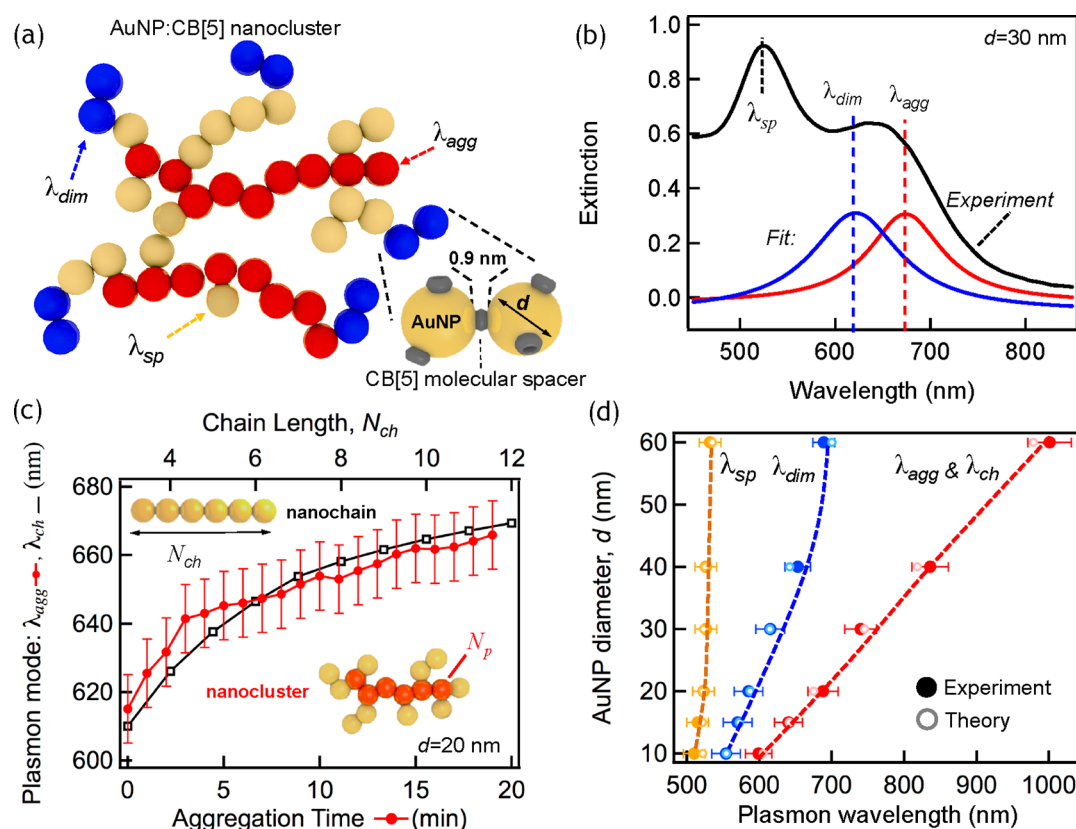 (a)
AuNP:CB[5] nanocluster
λdim
λagg
λsp
0.9 nm
AuNP
d
CB[5] molecular spacer
(b)
d=30 nm
1.0
0.8
0.6
0.4
0.2
0.0
Extinction
λsp
λdim
λagg
Experiment
Fit:
500
600
700
800
Wavelength (nm)
(c)
Chain Length, Nch
4
6
8
10
12
680
660
640
620
600
Plasmon mode: λagg, λch (nm)
nanochain
Nch
nanocluster
Np
d=20 nm
0
5
10
15
20
Aggregation Time (min)
(d)
60
50
40
30
20
10
AuNP diameter, d (nm)
λsp
λdim
λagg & λch
Experiment
Theory
500
600
700
800
900
1000
Plasmon wavelength (nm)